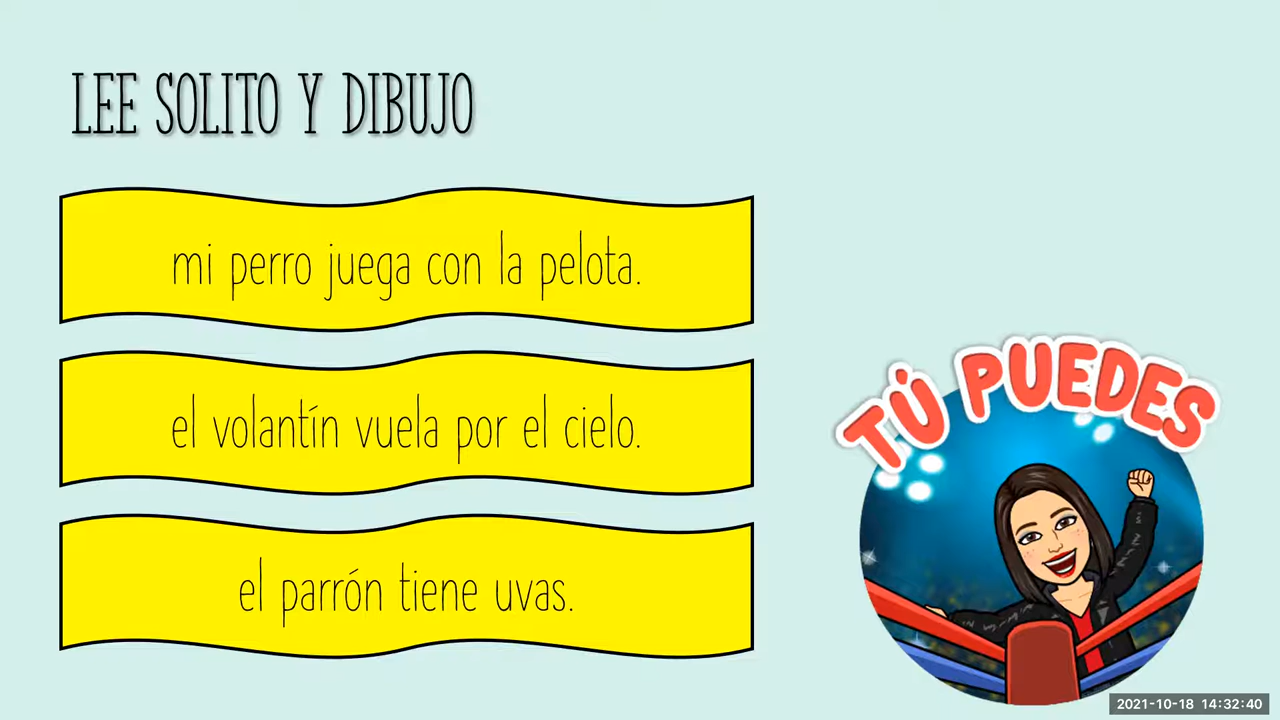 LEE SOLITO Y DIBUJO
mi perro juega con la pelota.
el volantín vuela por el cielo.
el parrón tiene uvas.
TÚ PUEDES
2021-10-18 14:32:40